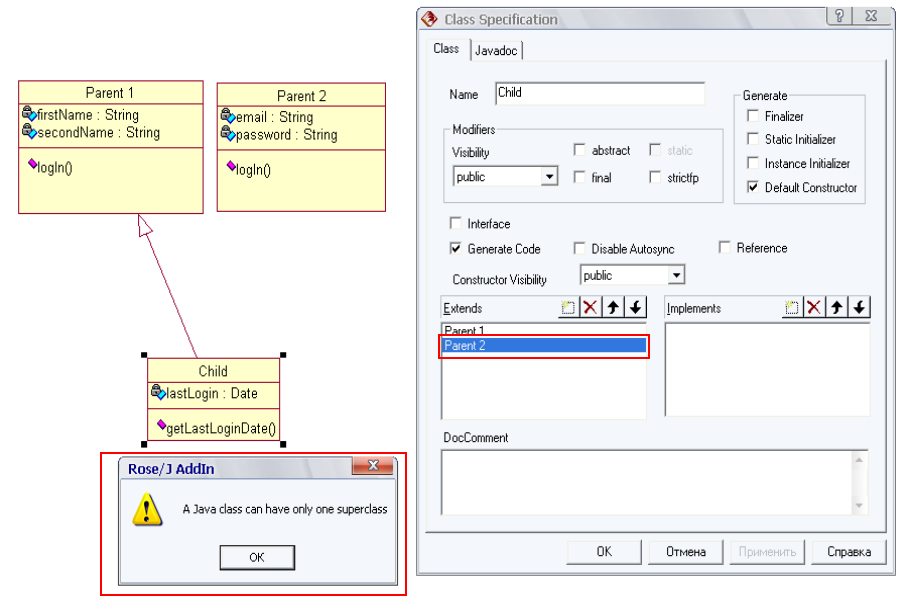 Class Specification
Class
Javadoc
Name
Child
Generate
Finalizer
Static Initializer
Instance Initializer
Default Constructor
Modifiers
Visibility
public
abstract
static
final
strictfp
Interface
Generate Code
Disable Autosync
Reference
Constructor Visibility
public
Extends
Implements
Parent 1
Parent 2
DocComment
OK
Отмена
Применить
Справка
Parent 1
firstName : String
secondName : String
logIn()
Parent 2
email : String
password : String
logIn()
Child
lastLogin : Date
getLastLoginDate()
Rose/J AddIn
A Java class can have only one superclass
OK